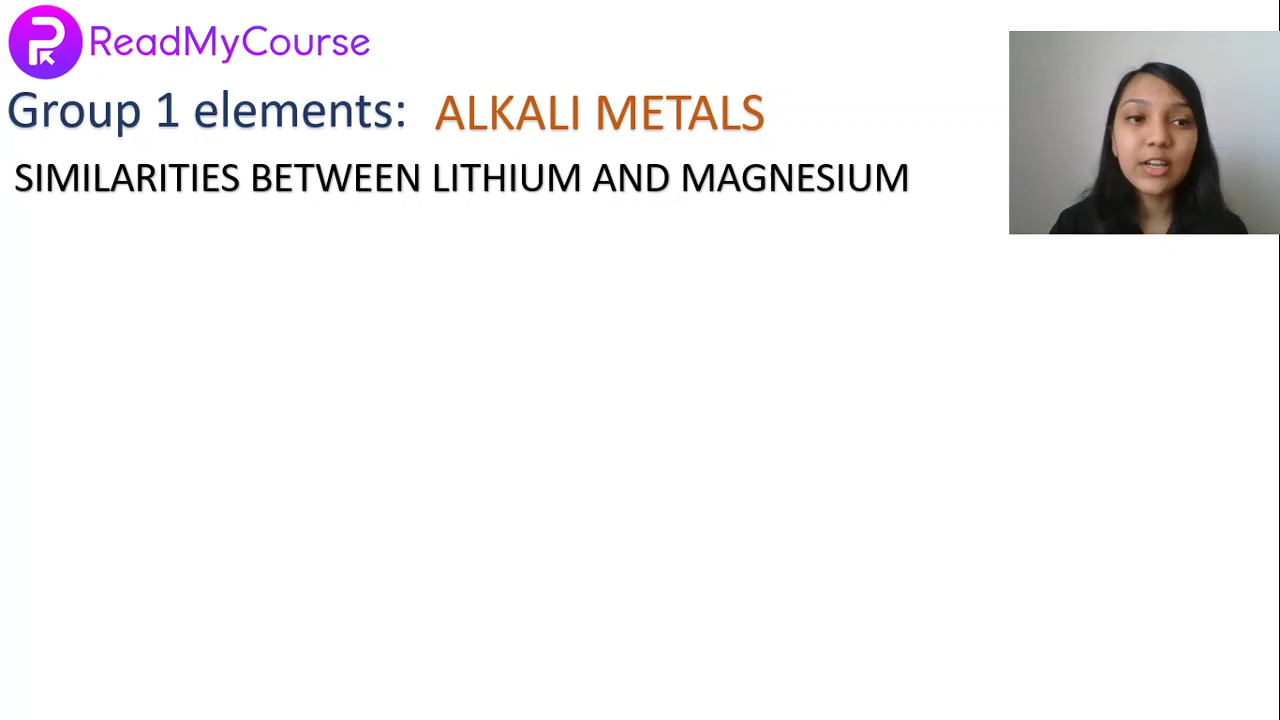 ReadMyCourse
Group 1 elements: ALKALI METALS
SIMILARITIES BETWEEN LITHIUM AND MAGNESIUM